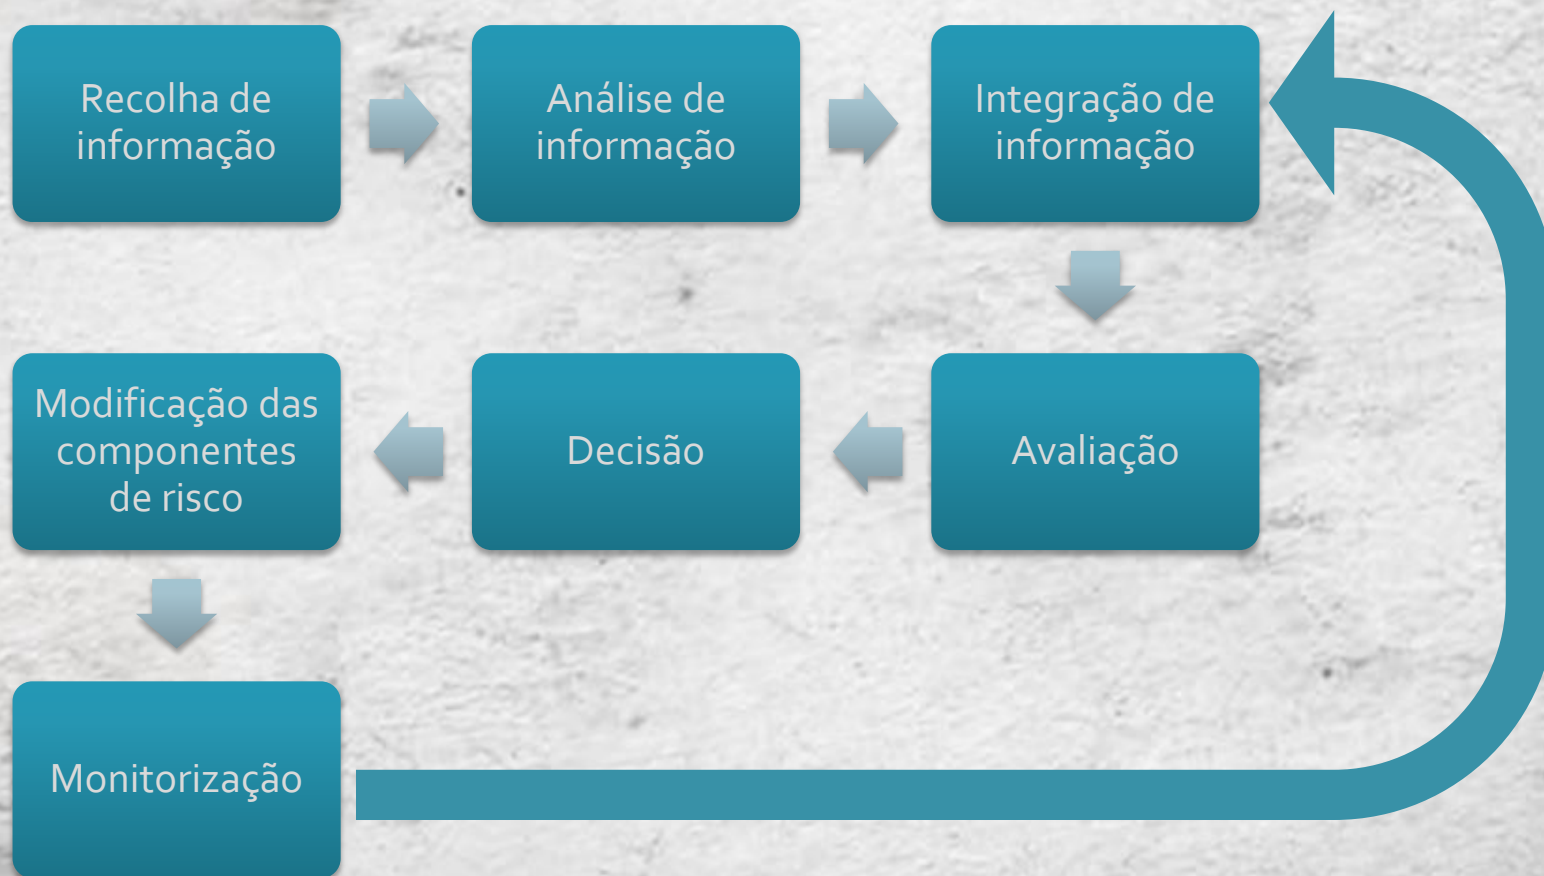 Recolha de
informação
Análise de
informação
Integração de
informação
Modificação das
componentes
de risco
Decisão
Avaliação
Monitorização